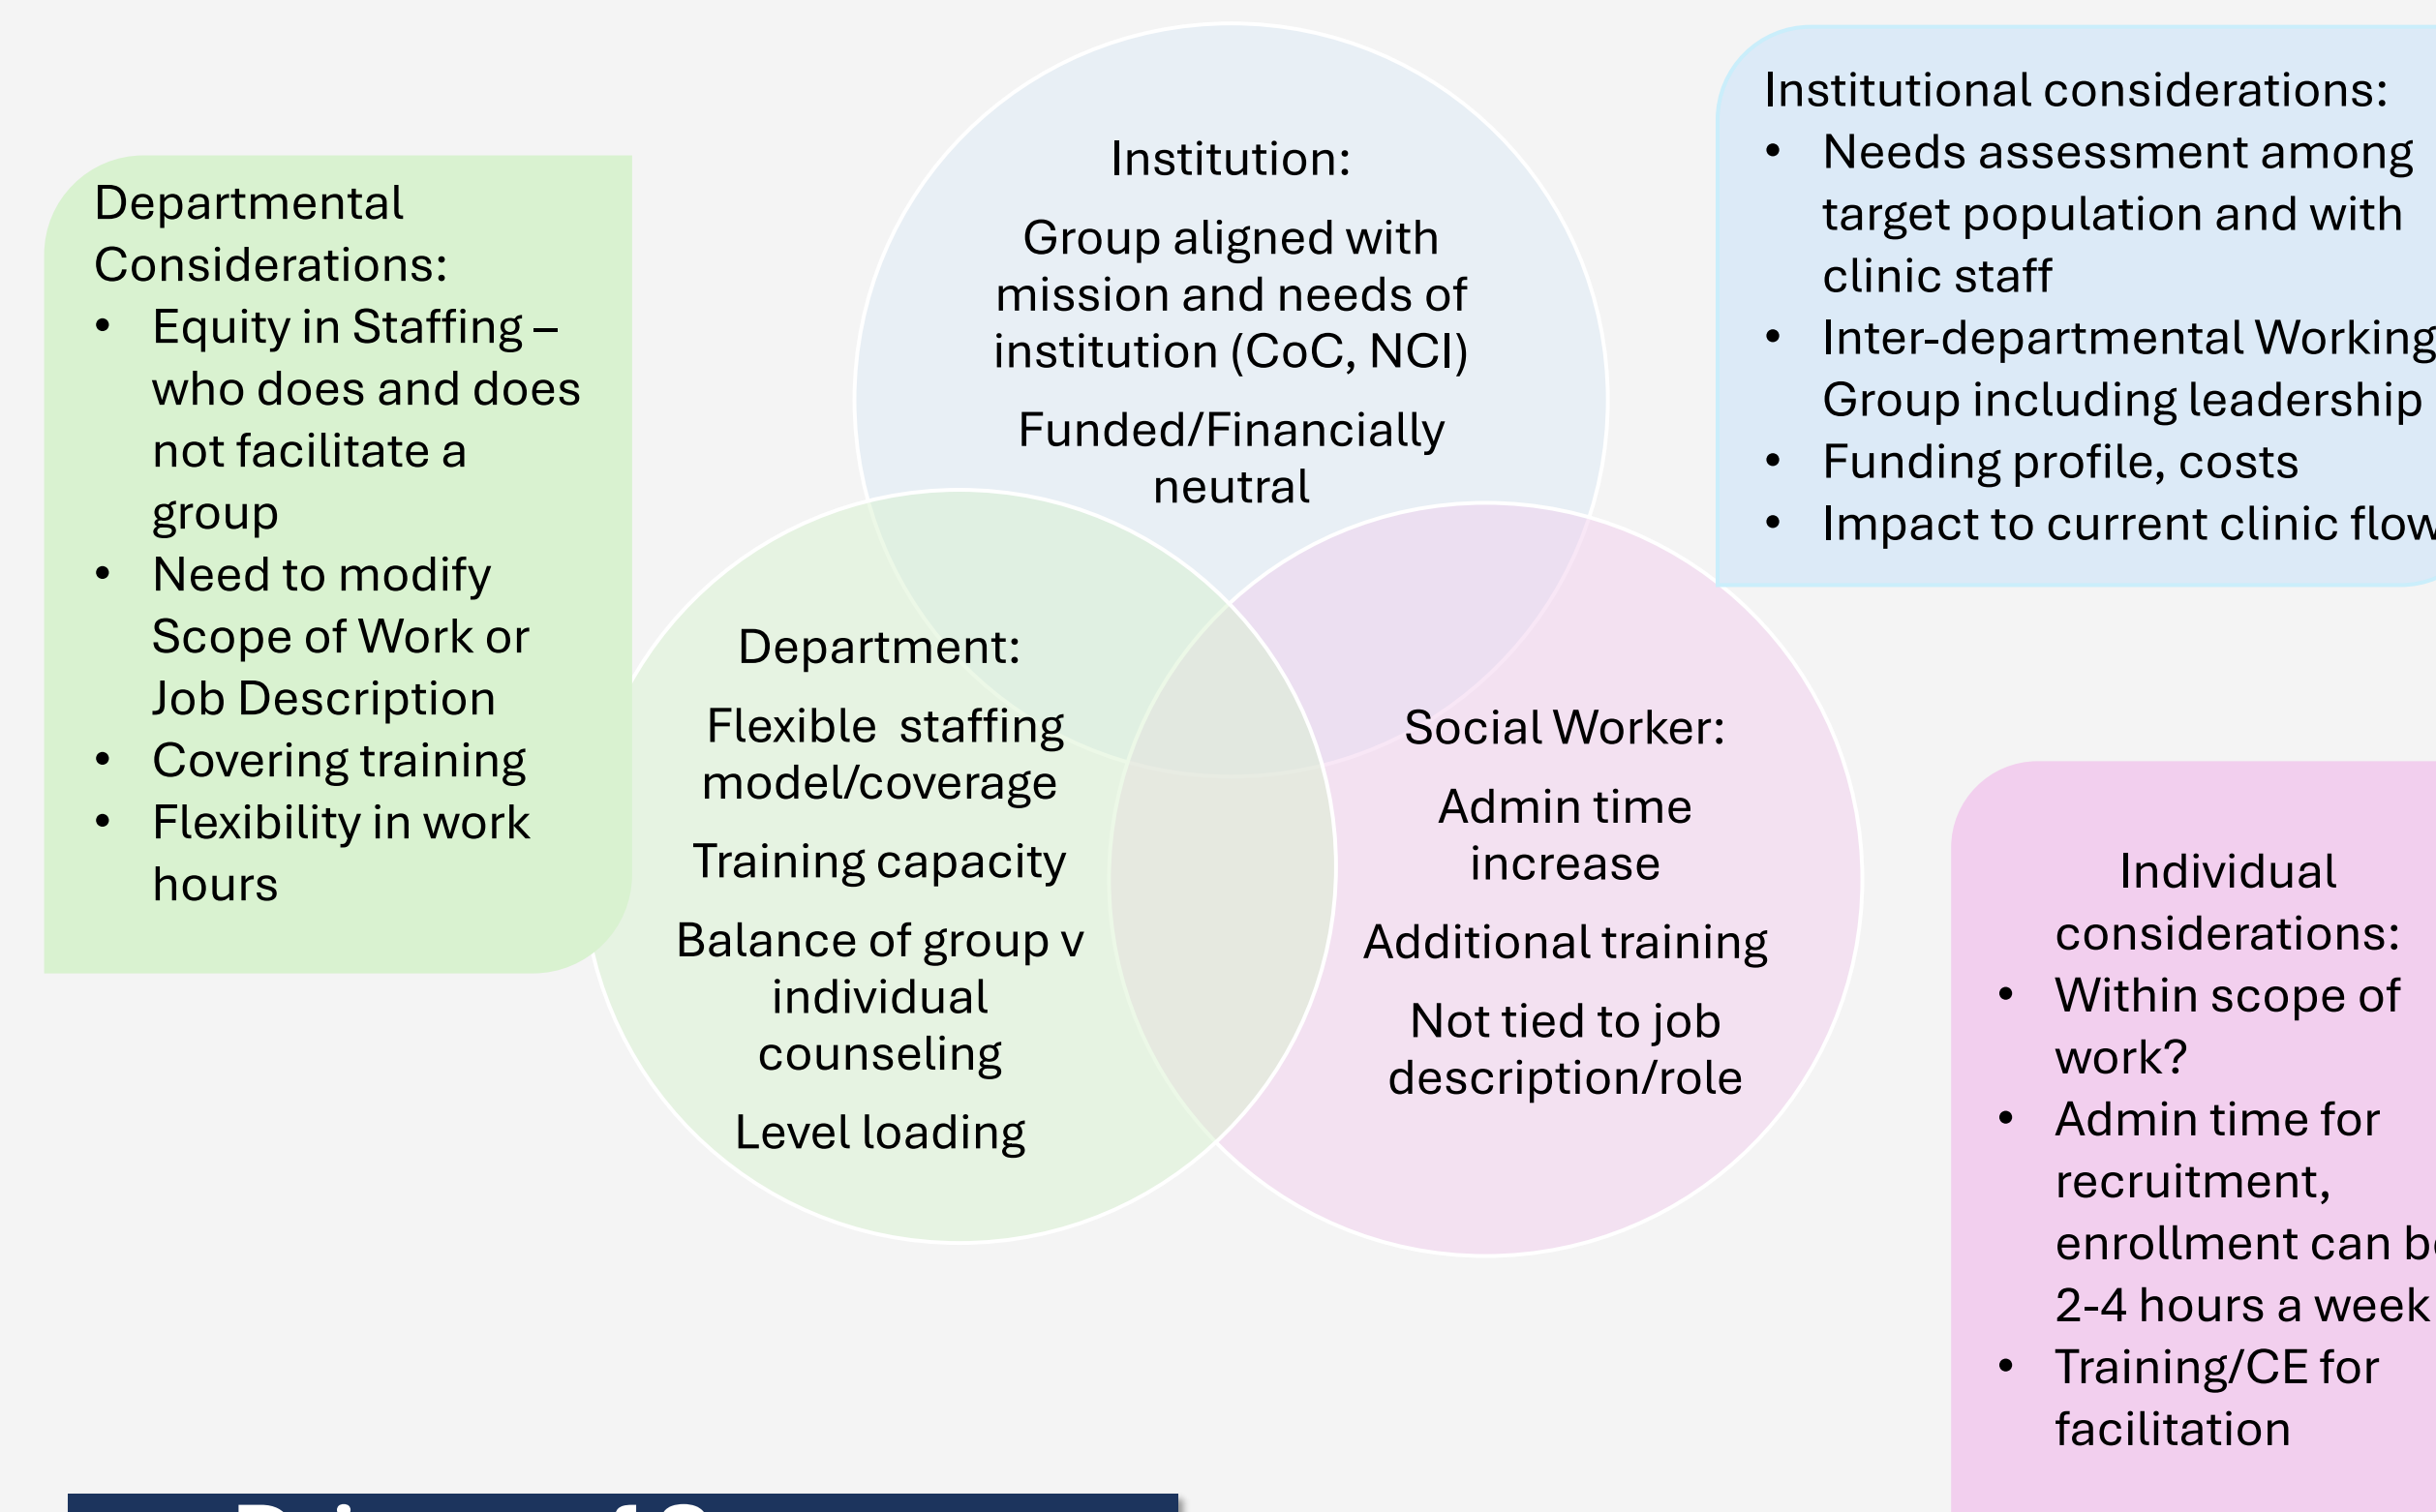 Departmental
Considerations:
• Equity in Staffing –
who does and does
not facilitate a
group
• Need to modify
Scope of Work or
Job Description
• Covering training
• Flexibility in work
hours
Institution:
Group aligned with
mission and needs of
institution (CoC, NCI)
Funded/Financially
neutral
Department:
Flexible  staffing
model/coverage
Training capacity
Balance of group v
individual
counseling
Level loading
Social Worker:
Admin time
increase
Additional training
Not tied to job
description/role
Institutional considerations:
• Needs assessment among
target population and with
clinic staff
• Inter-departmental Working
Group including leadership
• Funding profile, costs
• Impact to current clinic flow
Individual
considerations:
• Within scope of
work?
• Admin time for
recruitment,
enrollment can be
2-4 hours a week
• Training/CE for
facilitation